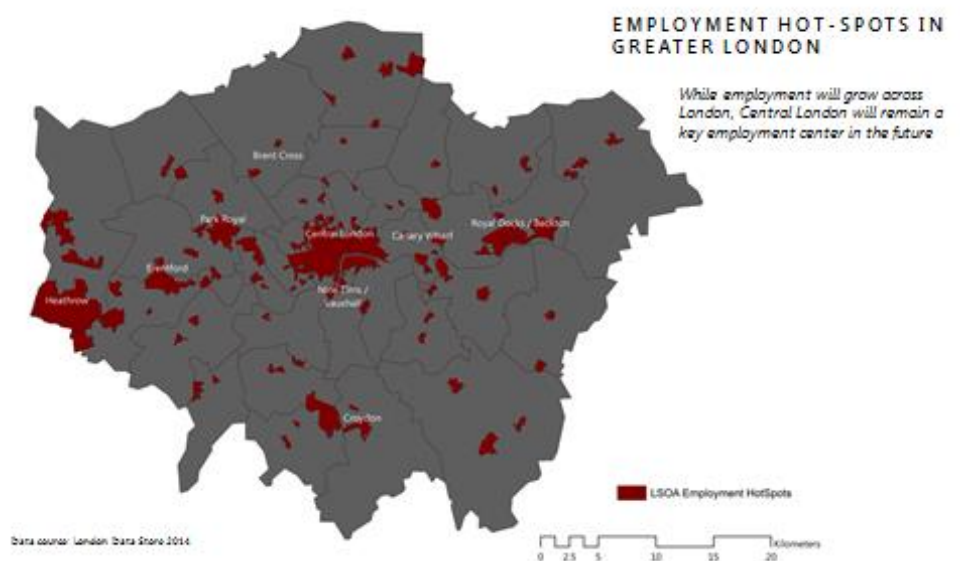 EMPLOYMENT HOT-SPOTS IN
GREATER LONDON
While employment will grow across
London, Central London will remain a
key employment center in the future
Brent Cross
Park Royal
Central London
Canary Wharf
Royal Docks / Beckton
Brentford
Heathrow
Nine Elms /
Vauxhall
Croydon
LSOA Employment HotSpots
Data source: London Data Store 2014
Kilometers
0 2.5 5 10 15 20